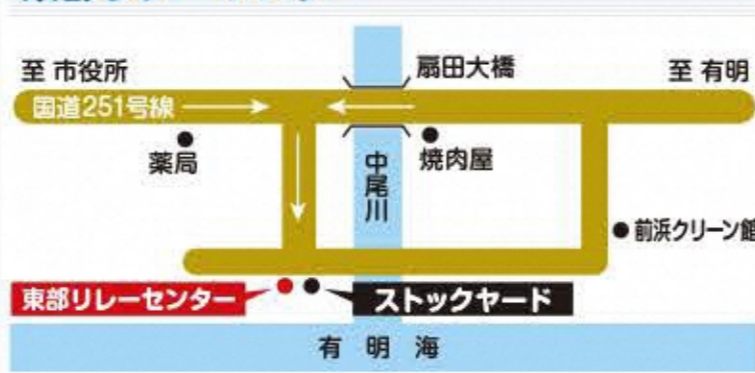 至 市役所
扇田大橋
至 有明
国道251号線
薬局
中尾川
焼肉屋
前浜クリーン館
東部リレーセンター
ストックヤード
有明海